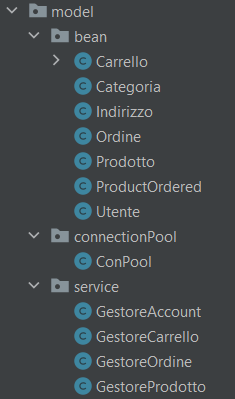 model
bean
Carrello
Categoria
Indirizzo
Ordine
Prodotto
ProductOrdered
Utente
connectionPool
ConPool
service
GestoreAccount
GestoreCarrello
GestoreOrdine
GestoreProdotto